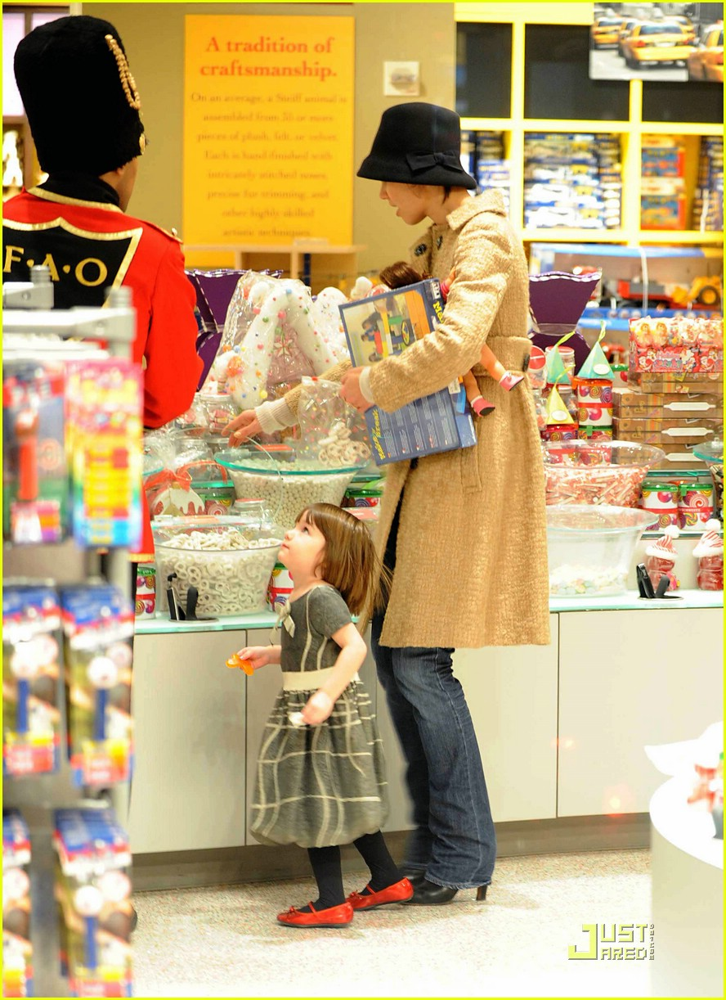 A tradition of
craftsmanship.
On an average, a Steiff animal is
assembled from 35 or more
pieces of plush, felt, or velvet.
Each is hand-finished with
intricately stitched noses,
precise fur trimming, and
other highly skilled
artistic techniques.
F·A·O
JUST
JARED
DOT COM